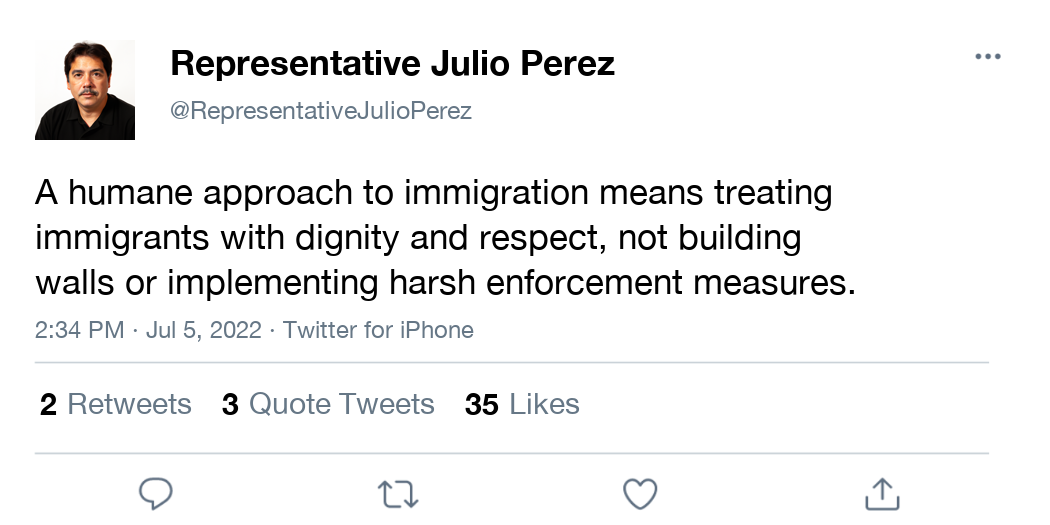 Representative Julio Perez
@RepresentativeJulioPerez
A humane approach to immigration means treating
immigrants with dignity and respect, not building
walls or implementing harsh enforcement measures.
2:34 PM · Jul 5, 2022 · Twitter for iPhone
2 Retweets 3 Quote Tweets 35 Likes